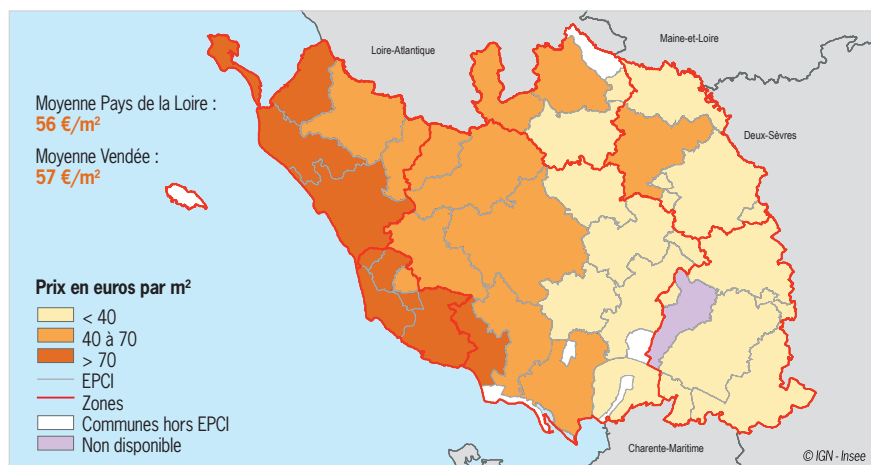 Loire-Atlantique
Maine-et-Loire
Moyenne Pays de la Loire :
56 €/m²
Moyenne Vendée :
57 €/m²
Deux-Sèvres
Prix en euros par m²
< 40
40 à 70
> 70
EPCI
Zones
Communes hors EPCI
Non disponible
Charente-Maritime
© IGN - Insee